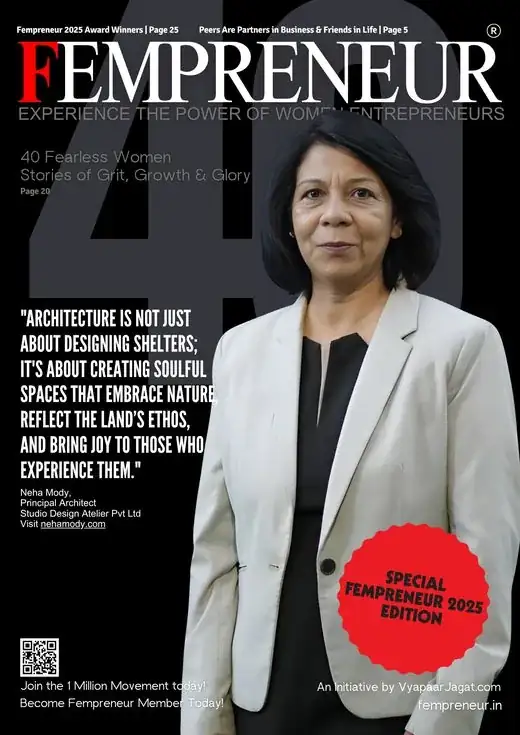 Fempreneur 2025 Award Winners | Page 25
Peers Are Partners in Business & Friends in Life | Page 5
®
FEMPRENEUR
EXPERIENCE THE POWER OF WOMEN ENTREPRENEURS
40
40 Fearless Women
Stories of Grit, Growth & Glory
Page 20
"ARCHITECTURE IS NOT JUST
ABOUT DESIGNING SHELTERS;
IT'S ABOUT CREATING SOULFUL
SPACES THAT EMBRACE NATURE,
REFLECT THE LAND'S ETHOS,
AND BRING JOY TO THOSE WHO
EXPERIENCE THEM."
Neha Mody,
Principal Architect
Studio Design Atelier Pvt Ltd
Visit nehamody.com
SPECIAL
FEMPRENEUR 2025
EDITION
Join the 1 Million Movement today!
Become Fempreneur Member Today!
An Initiative by VyapaarJagat.com
fempreneur.in